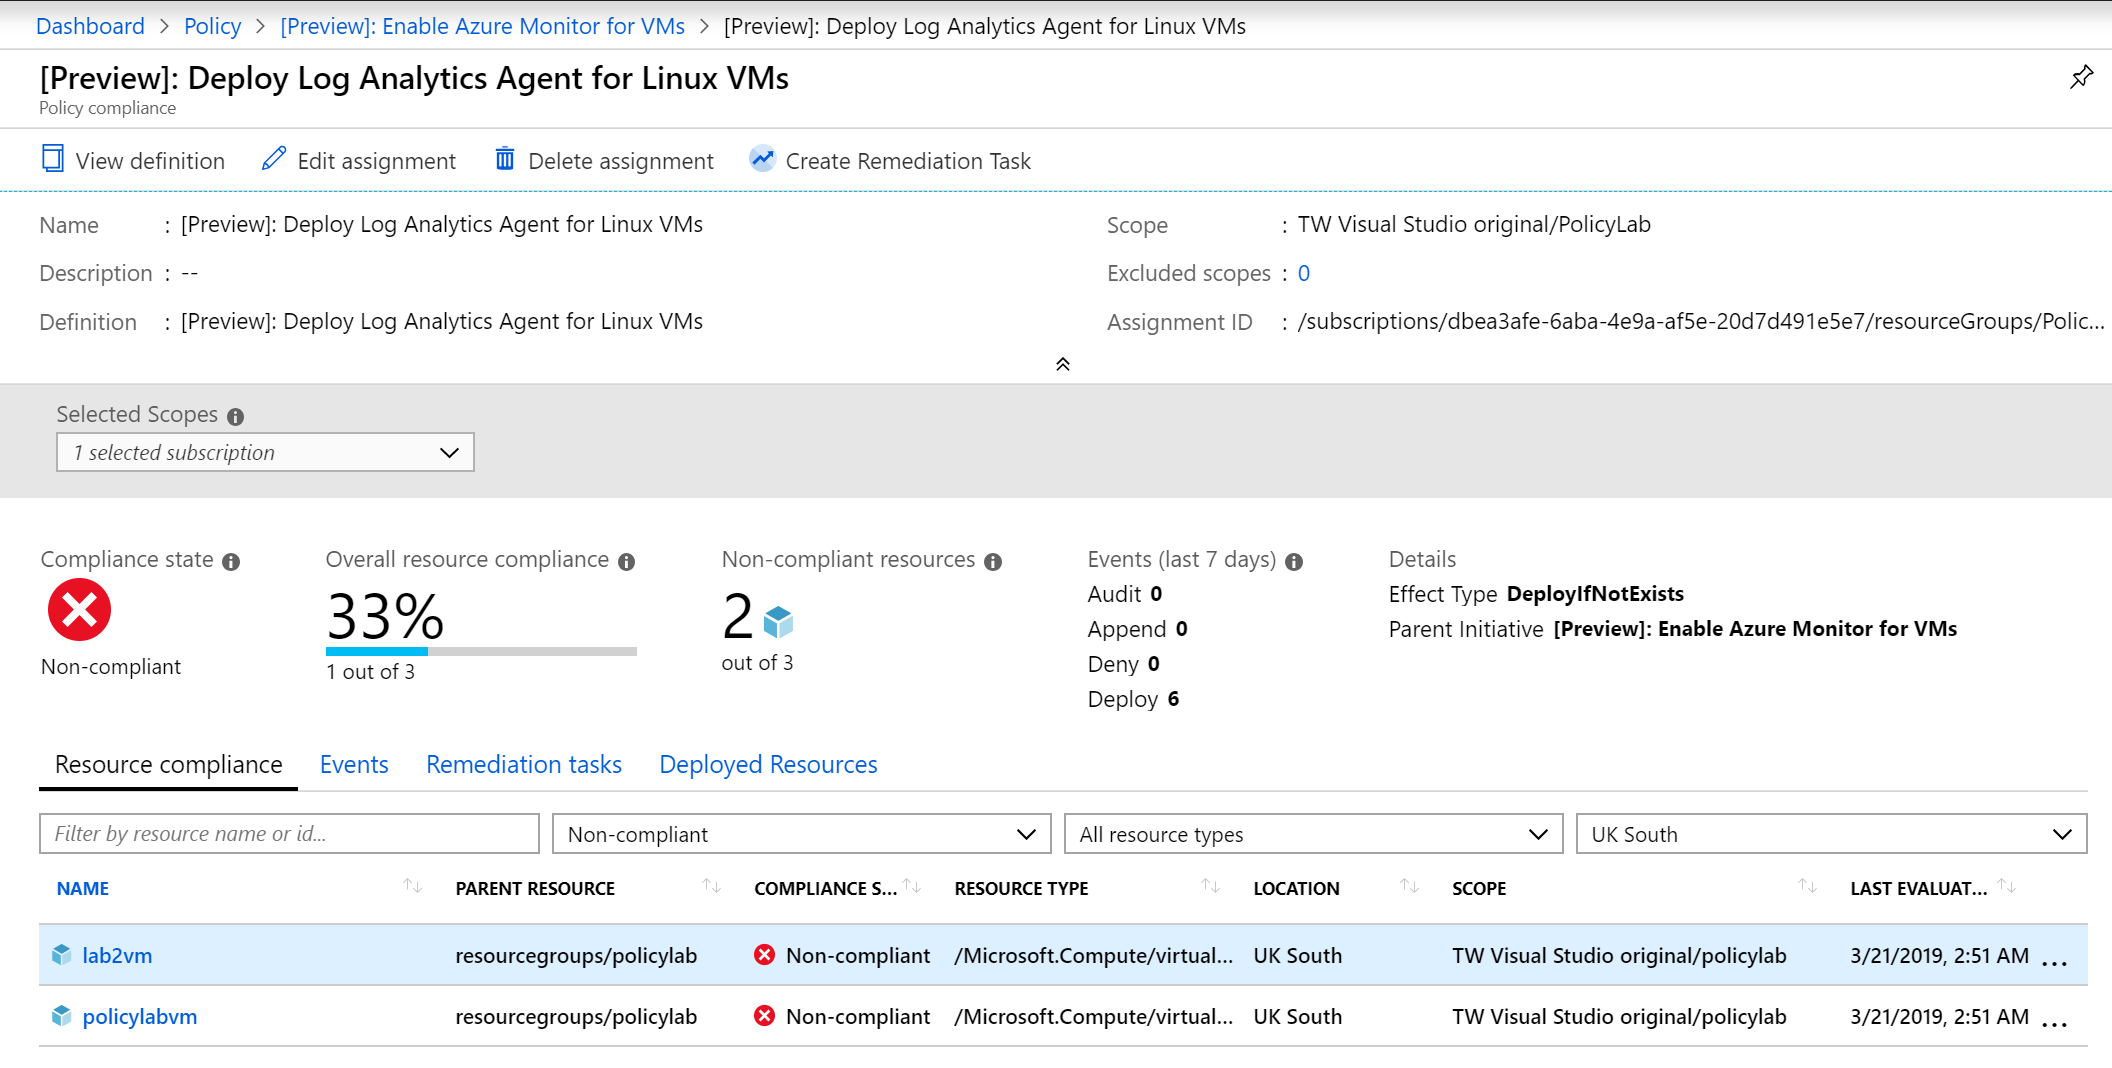 Dashboard > Policy > [Preview]: Enable Azure Monitor for VMs > [Preview]: Deploy Log Analytics Agent for Linux VMs
[Preview]: Deploy Log Analytics Agent for Linux VMs
Policy compliance
View definition Edit assignment Delete assignment Create Remediation Task
Name : [Preview]: Deploy Log Analytics Agent for Linux VMs Scope : TW Visual Studio original/PolicyLab
Description : -- Excluded scopes : 0
Definition : [Preview]: Deploy Log Analytics Agent for Linux VMs Assignment ID : /subscriptions/dbea3afe-6aba-4e9a-af5e-20d7d491e5e7/resourceGroups/Polic...
Selected Scopes
1 selected subscription
Compliance state
Non-compliant
Overall resource compliance
33%
1 out of 3
Non-compliant resources
2
out of 3
Events (last 7 days)
Audit 0
Append 0
Deny 0
Deploy 6
Details
Effect Type DeployIfNotExists
Parent Initiative [Preview]: Enable Azure Monitor for VMs
Resource compliance Events Remediation tasks Deployed Resources
Filter by resource name or id... Non-compliant All resource types UK South
NAME PARENT RESOURCE COMPLIANCE S... RESOURCE TYPE LOCATION SCOPE LAST EVALUAT...
lab2vm resourcegroups/policylab Non-compliant /Microsoft.Compute/virtual... UK South TW Visual Studio original/policylab 3/21/2019, 2:51 AM ...
policylabvm resourcegroups/policylab Non-compliant /Microsoft.Compute/virtual... UK South TW Visual Studio original/policylab 3/21/2019, 2:51 AM ...